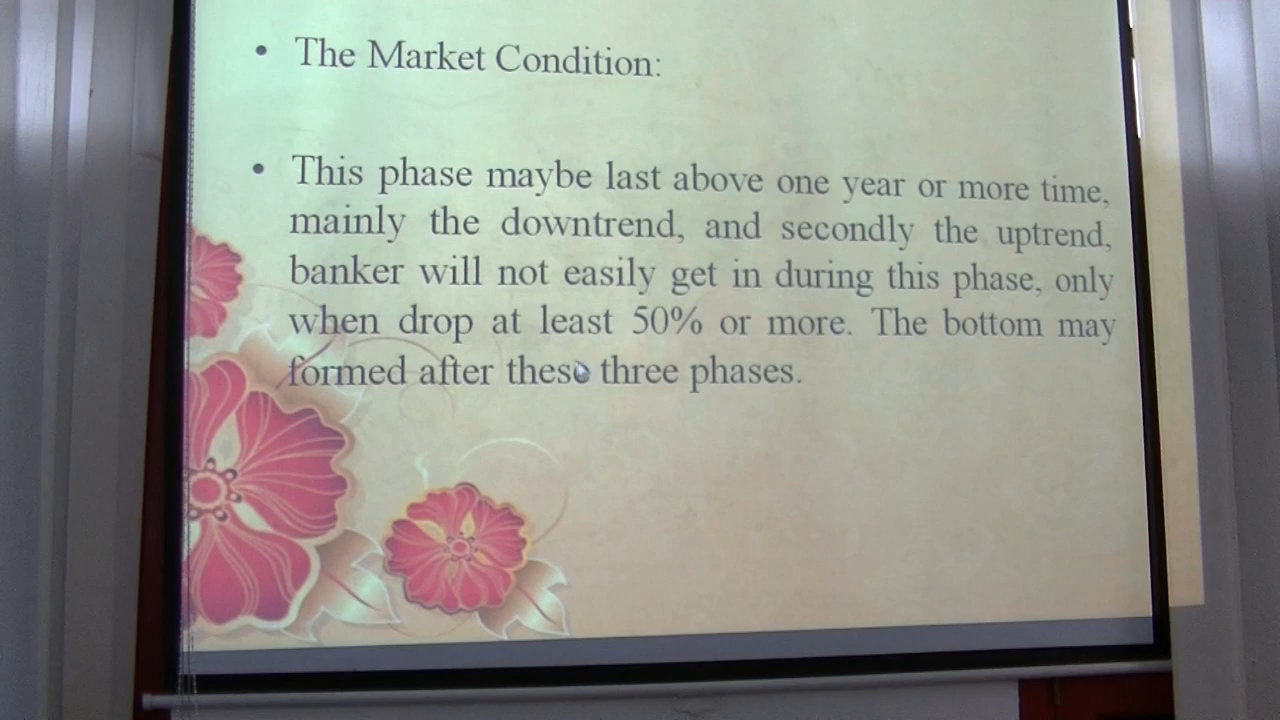 • The Market Condition:
• This phase maybe last above one year or more time,
mainly the downtrend, and secondly the uptrend,
banker will not easily get in during this phase, only
when drop at least 50% or more. The bottom may
formed after these three phases.